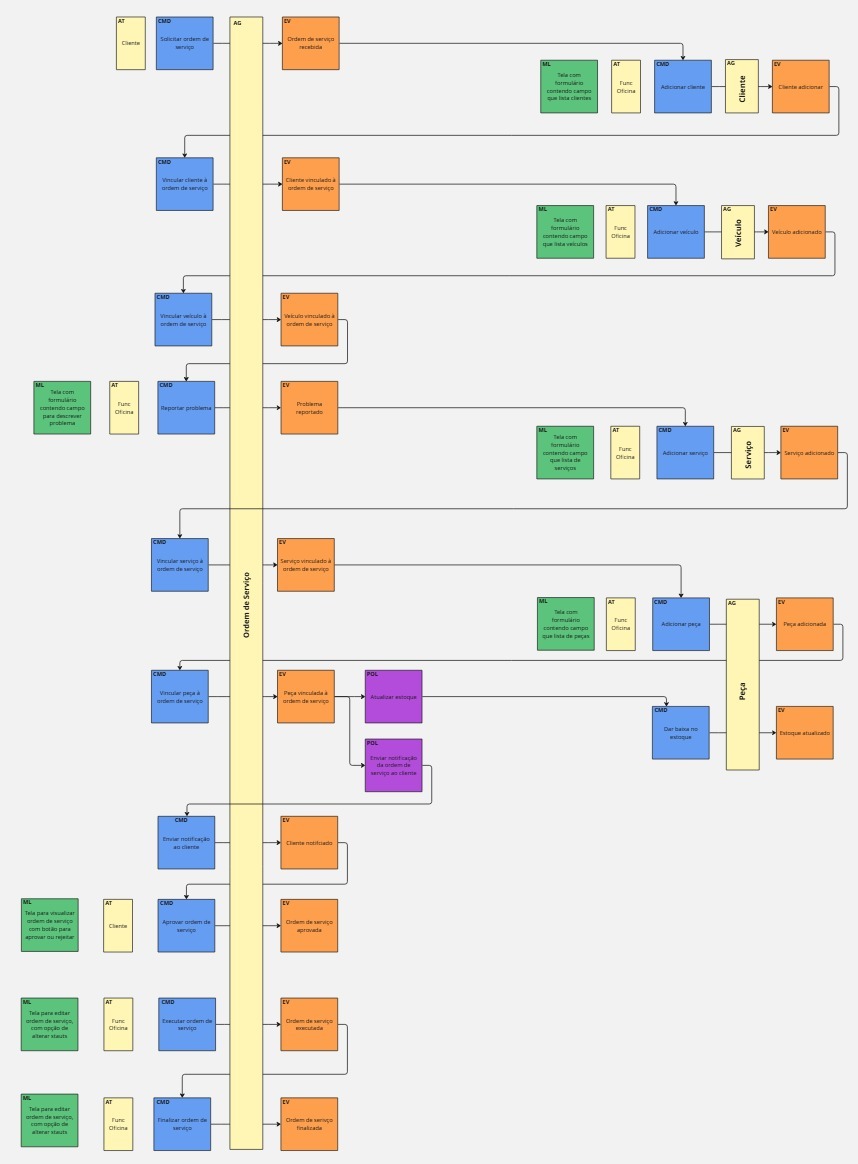 AT
Cliente
CMD
Solicitar ordem de
serviço
AG
Ordem de Serviço
EV
Ordem de serviço
recebida
ML
Tela com
formulário
contendo campo
que lista clientes
AT
Func
Oficina
CMD
Adicionar cliente
AG
Cliente
EV
Cliente adicionar
CMD
Vincular cliente à
ordem de serviço
EV
Cliente vinculado à
ordem de serviço
ML
Tela com
formulário
contendo campo
que lista veículos
AT
Func
Oficina
CMD
Adicionar veículo
AG
Veículo
EV
Veículo adicionado
CMD
Vincular veículo à
ordem de serviço
EV
Veículo vinculado à
ordem de serviço
ML
Tela com
formulário
contendo campo
para descrever
problema
AT
Func
Oficina
CMD
Reportar problema
EV
Problema
reportado
ML
Tela com
formulário
contendo campo
que lista de
serviços
AT
Func
Oficina
CMD
Adicionar serviço
AG
Serviço
EV
Serviço adicionado
CMD
Vincular serviço à
ordem de serviço
EV
Serviço vinculado à
ordem de serviço
ML
Tela com
formulário
contendo campo
que lista de peças
AT
Func
Oficina
CMD
Adicionar peça
AG
Peça
EV
Peça adicionada
CMD
Vincular peça à
ordem de serviço
EV
Peça vinculada à
ordem de serviço
POL
Atualizar estoque
CMD
Dar baixa no
estoque
EV
Estoque atualizado
POL
Enviar notificação
da ordem de
serviço ao cliente
CMD
Enviar notificação
ao cliente
EV
Cliente notificado
ML
Tela para visualizar
ordem de serviço
com botão para
aprovar ou rejeitar
AT
Cliente
CMD
Aprovar ordem de
serviço
EV
Ordem de serviço
aprovada
ML
Tela para editar
ordem de serviço,
com opção de
alterar stauis
AT
Func
Oficina
CMD
Executar ordem de
serviço
EV
Ordem de serviço
executada
ML
Tela para editar
ordem de serviço,
com opção de
alterar stauis
AT
Func
Oficina
CMD
Finalizar ordem de
serviço
EV
Ordem de serviço
finalizada